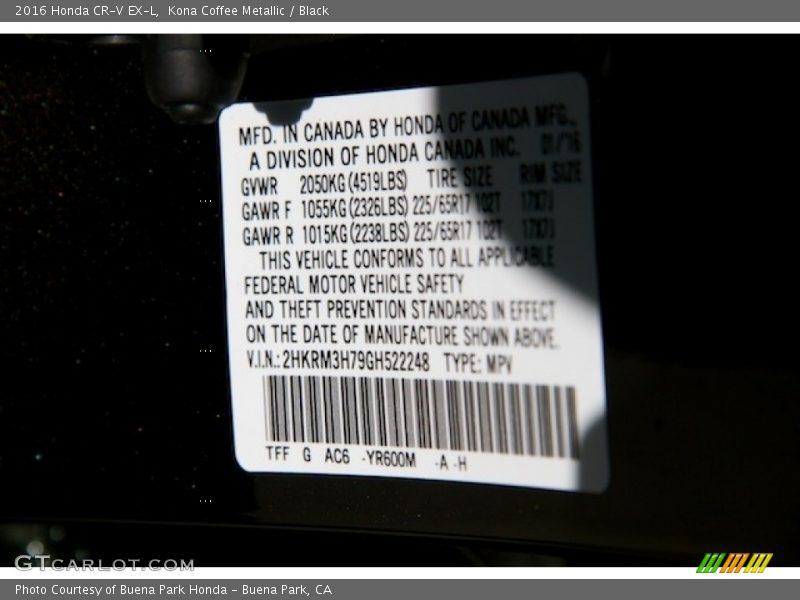 2016 Honda CR-V EX-L, Kona Coffee Metallic / Black
MFD. IN CANADA BY HONDA OF CANADA MFG.,
A DIVISION OF HONDA CANADA INC. 01/'16
GVWR 2050KG(4519LBS) TIRE SIZE RIM SIZE
GAWR F 1055KG(2326LBS) 225/65R17 102T 17X7J
GAWR R 1015KG(2238LBS) 225/65R17 102T 17X7J
THIS VEHICLE CONFORMS TO ALL APPLICABLE
FEDERAL MOTOR VEHICLE SAFETY
AND THEFT PREVENTION STANDARDS IN EFFECT
ON THE DATE OF MANUFACTURE SHOWN ABOVE.
V.I.N.: 2HKRM3H79GH522248 TYPE: MPV
TFF G AC6 -YR600M -A -H
GTCARLOT.COM
Photo Courtesy of Buena Park Honda - Buena Park, CA